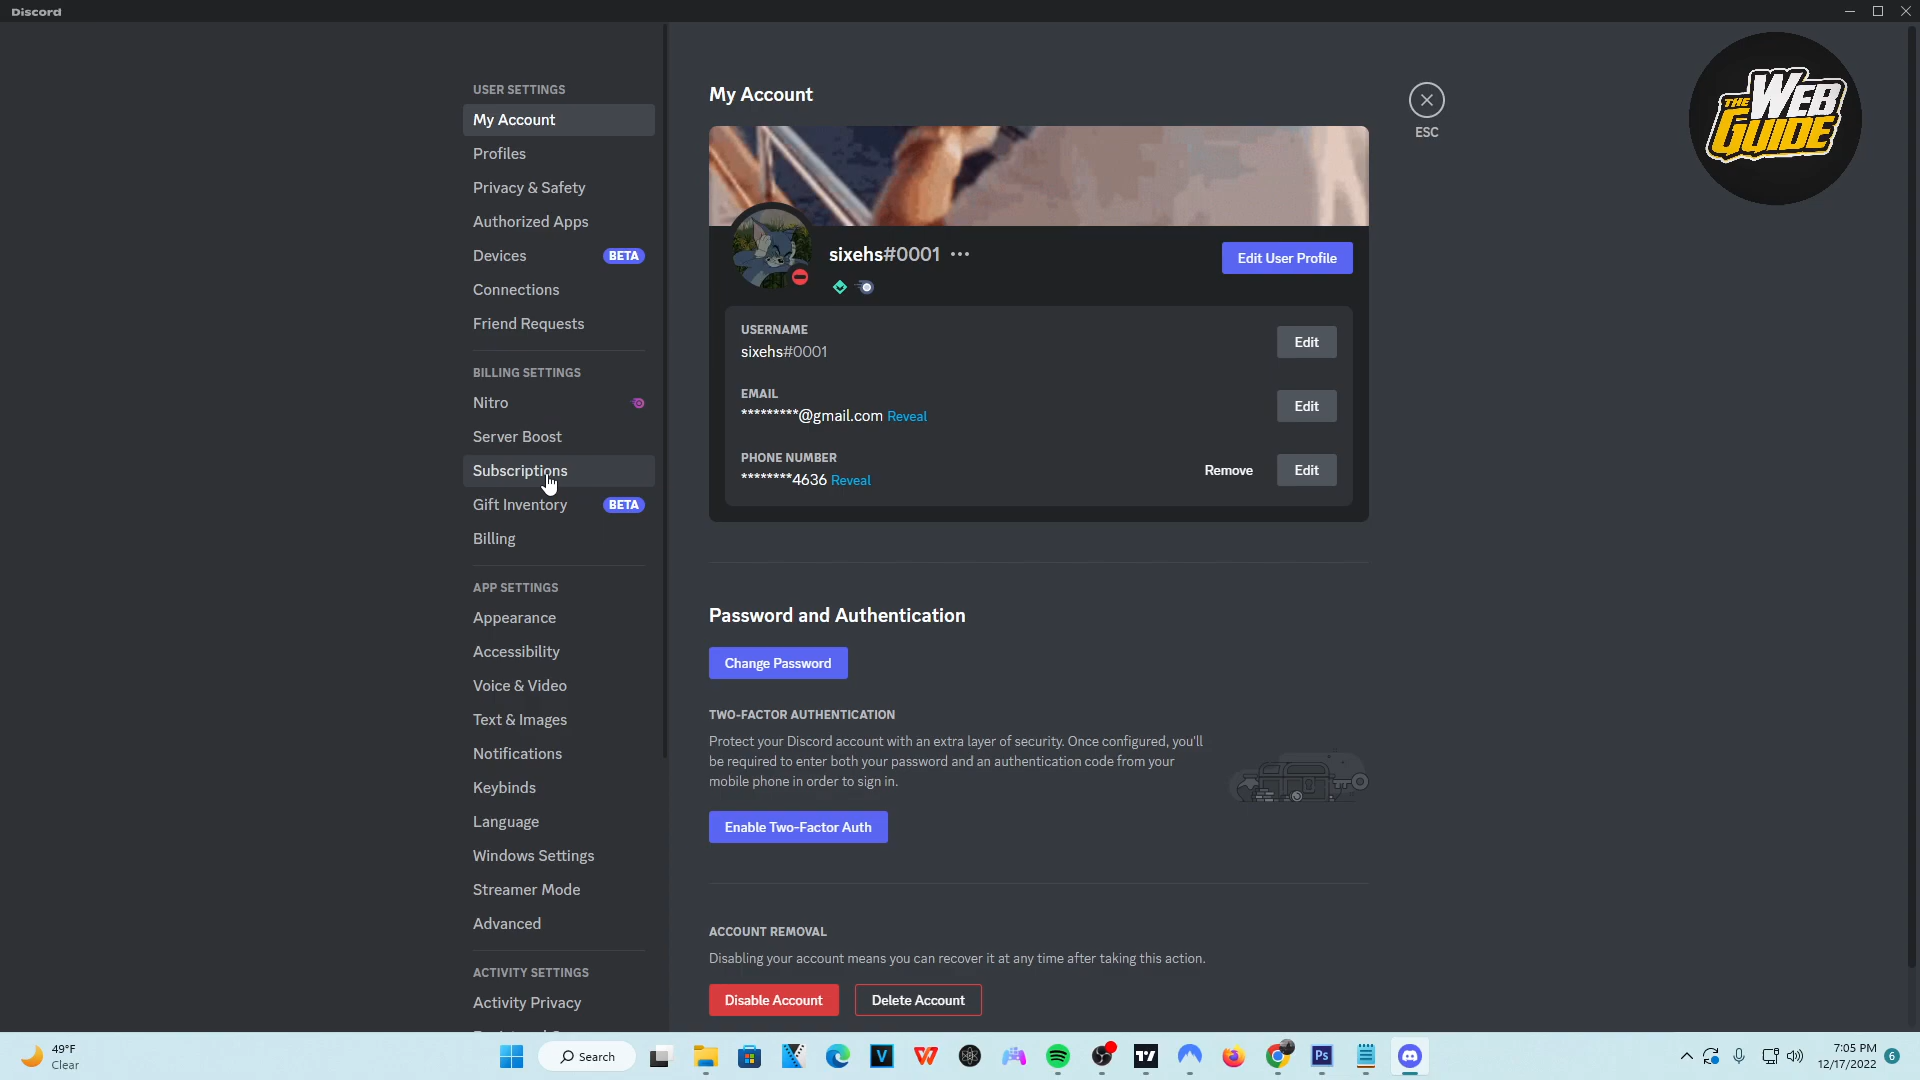 Discord
USER SETTINGS
My Account
Profiles
Privacy & Safety
Authorized Apps
Devices BETA
Connections
Friend Requests
BILLING SETTINGS
Nitro
Server Boost
Subscriptions
Gift Inventory BETA
Billing
APP SETTINGS
Appearance
Accessibility
Voice & Video
Text & Images
Notifications
Keybinds
Language
Windows Settings
Streamer Mode
Advanced
ACTIVITY SETTINGS
Activity Privacy
My Account
ESC
THE WEB
GUIDE
sixehs#0001
Edit User Profile
USERNAME
sixehs#0001
Edit
EMAIL
*********@gmail.com Reveal
Edit
PHONE NUMBER
********4636 Reveal
Remove
Edit
Password and Authentication
Change Password
TWO-FACTOR AUTHENTICATION
Protect your Discord account with an extra layer of security. Once configured, you'll
be required to enter both your password and an authentication code from your
mobile phone in order to sign in.
Enable Two-Factor Auth
ACCOUNT REMOVAL
Disabling your account means you can recover it at any time after taking this action.
Disable Account
Delete Account
49°F
Clear
Search
V
Ps
7:05 PM
12/17/2022
6